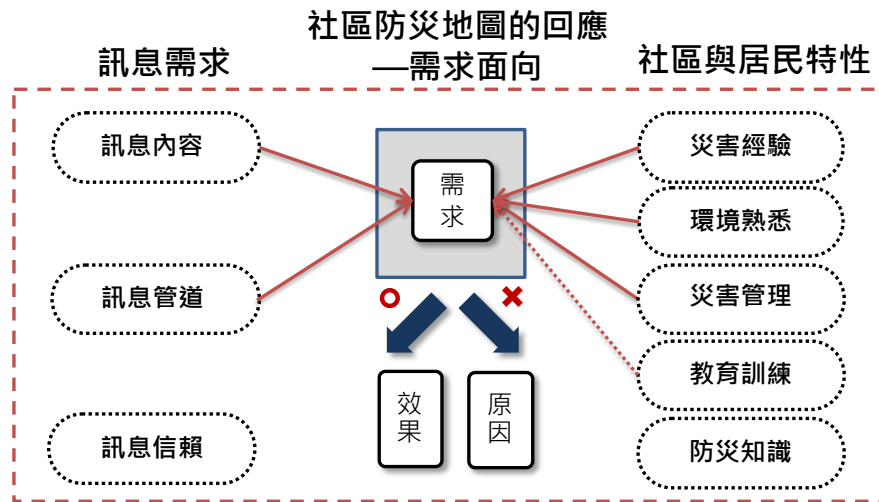 訊息需求
社區防災地圖的回應
—需求面向
社區與居民特性
訊息內容
訊息管道
訊息信賴
需求
效果
原因
災害經驗
環境熟悉
災害管理
教育訓練
防災知識